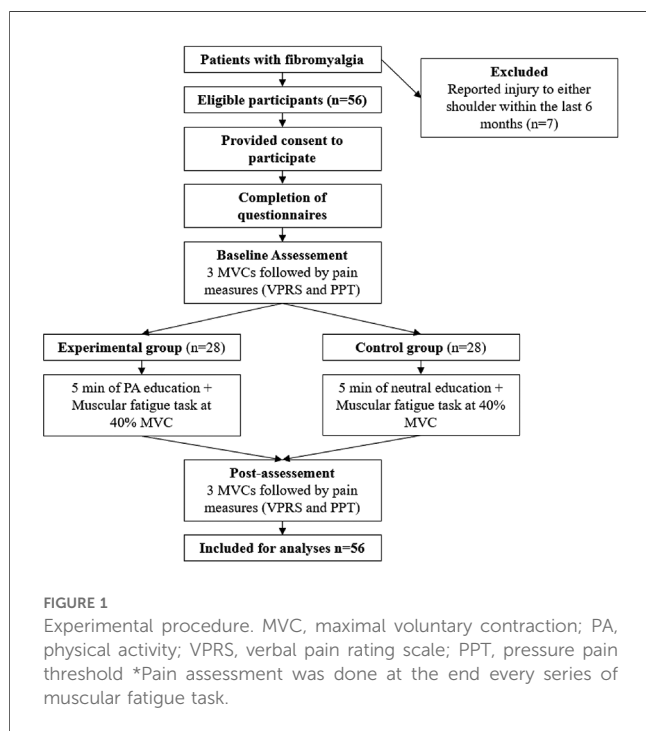 Patients with fibromyalgia
Excluded
Reported injury to either
shoulder within the last 6
months (n=7)
Eligible participants (n=56)
Provided consent to
participate
Completion of
questionnaires
Baseline Assessment
3 MVCs followed by pain
measures (VPRS and PPT)
Experimental group (n=28)
Control group (n=28)
5 min of PA education +
Muscular fatigue task at
40% MVC
5 min of neutral education +
Muscular fatigue task at 40%
MVC
Post-assessment
3 MVCs followed by pain
measures (VPRS and PPT)
Included for analyses n=56
FIGURE 1
Experimental procedure. MVC, maximal voluntary contraction; PA,
physical activity; VPRS, verbal pain rating scale; PPT, pressure pain
threshold *Pain assessment was done at the end every series of
muscular fatigue task.